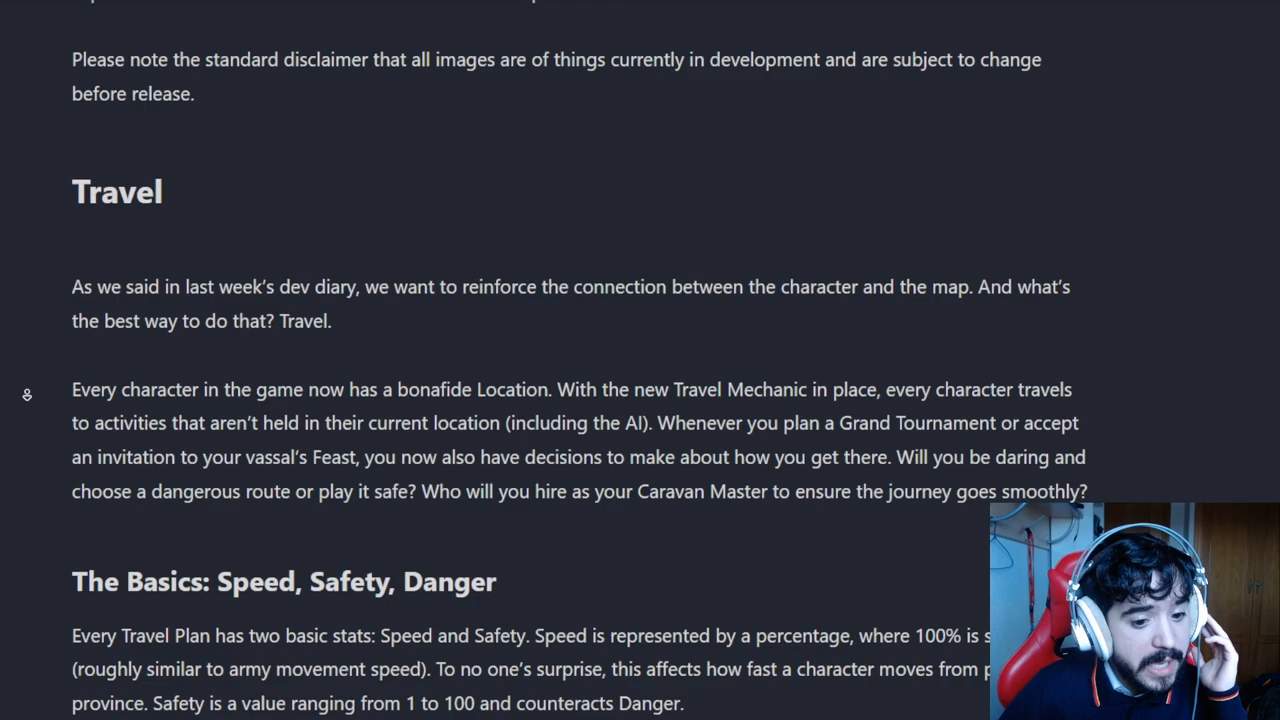 Please note the standard disclaimer that all images are of things currently in development and are subject to change
before release.
Travel
As we said in last week’s dev diary, we want to reinforce the connection between the character and the map. And what’s
the best way to do that? Travel.
Every character in the game now has a bonafide Location. With the new Travel Mechanic in place, every character travels
to activities that aren’t held in their current location (including the AI). Whenever you plan a Grand Tournament or accept
an invitation to your vassal’s Feast, you now also have decisions to make about how you get there. Will you be daring and
choose a dangerous route or play it safe? Who will you hire as your Caravan Master to ensure the journey goes smoothly?
The Basics: Speed, Safety, Danger
Every Travel Plan has two basic stats: Speed and Safety. Speed is represented by a percentage, where 100% is
(roughly similar to army movement speed). To no one’s surprise, this affects how fast a character moves from
province. Safety is a value ranging from 1 to 100 and counteracts Danger.